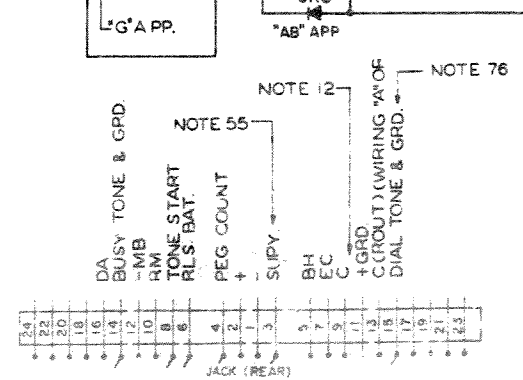 "G" A PP.
"AB" APP
NOTE 76
NOTE 12
NOTE 55
DA
BUSY TONE & GRD.
-MB
RM
TONE START
RLS. BAT.
PEG COUNT
+
-
SUPY.
BH
EC
C
+GRD.
C(ROUT)(WIRING "A" OF
DIAL TONE & GRD.
24 22 20 18 16 14 12 10 8 6 4 2 1 3 5 7 9 11 13 15 17 19 21 23
JACK (REAR)